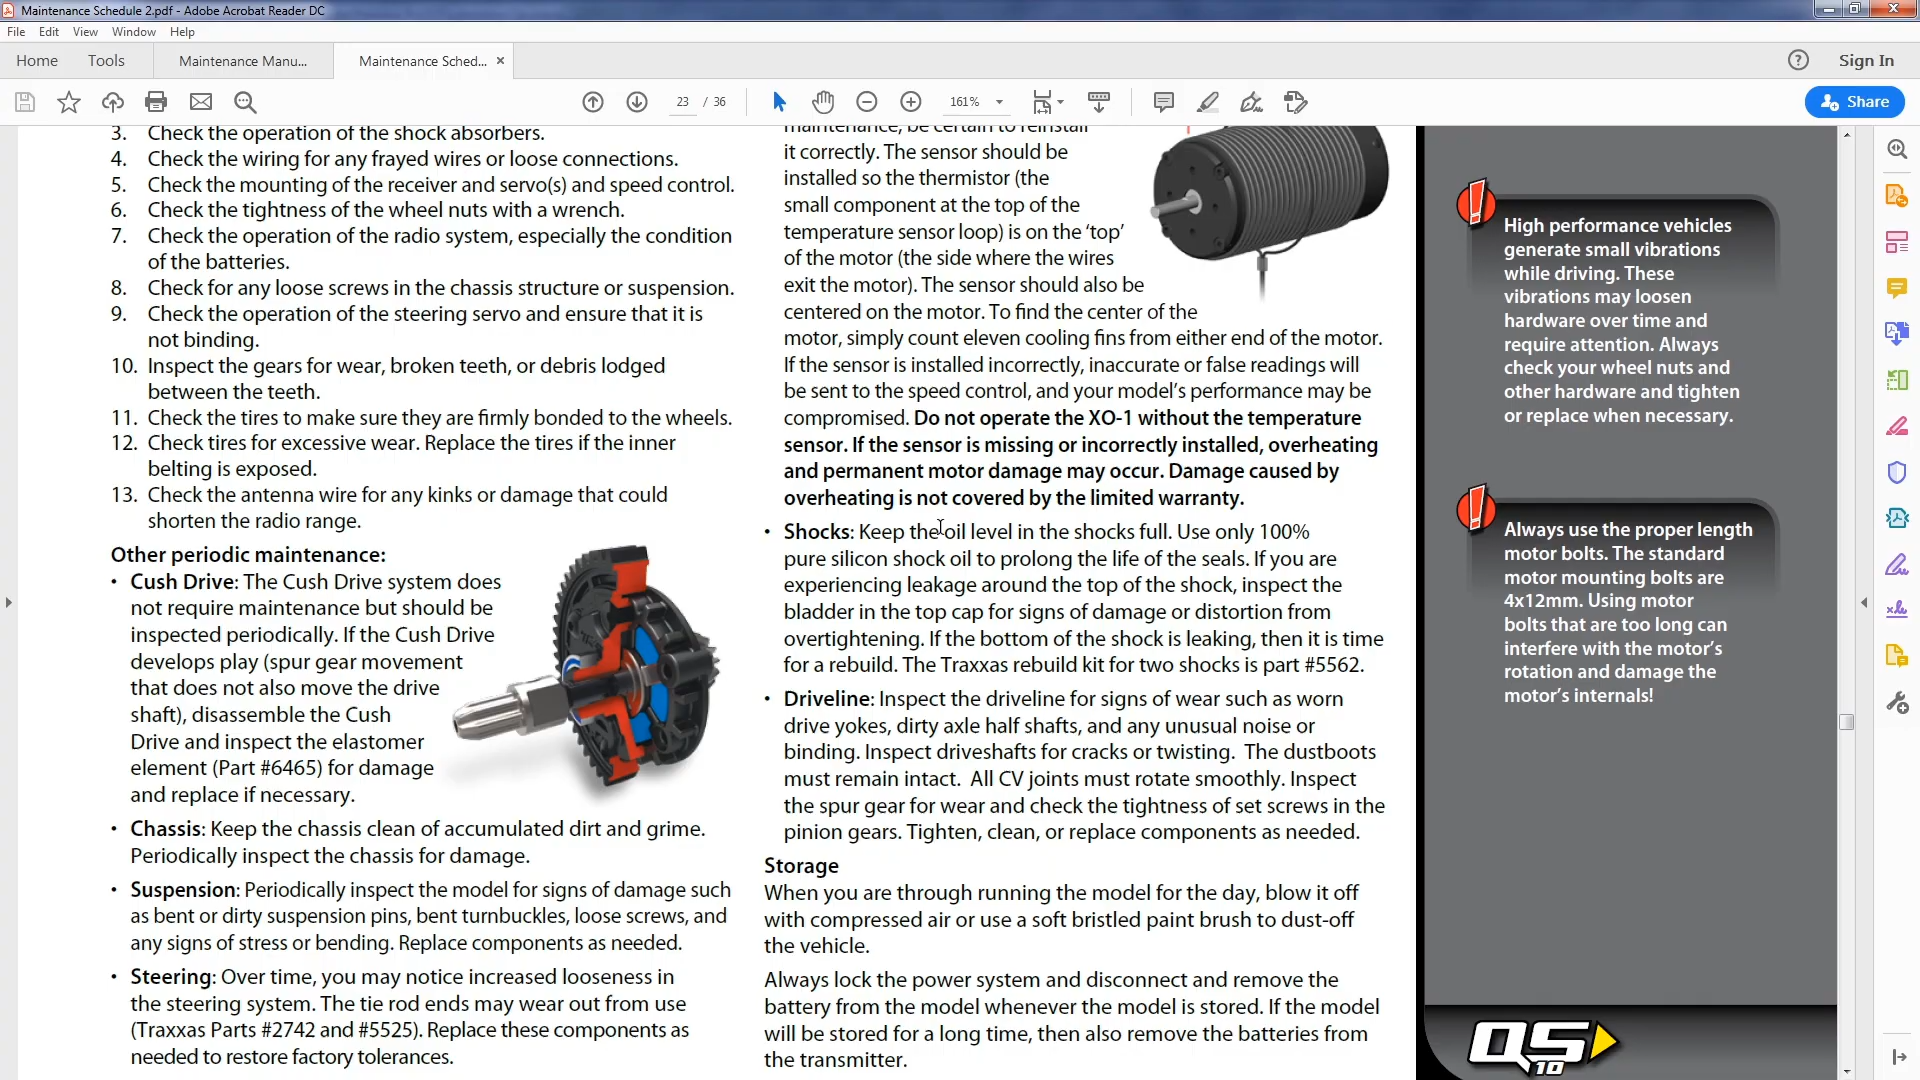 Maintenance Schedule 2.pdf - Adobe Acrobat Reader DC
File Edit View Window Help
Home Tools Maintenance Manu... Maintenance Sched... ×
Sign In
23 / 36
161%
Share
3. Check the operation of the shock absorbers.
4. Check the wiring for any frayed wires or loose connections.
5. Check the mounting of the receiver and servo(s) and speed control.
6. Check the tightness of the wheel nuts with a wrench.
7. Check the operation of the radio system, especially the condition
of the batteries.
8. Check for any loose screws in the chassis structure or suspension.
9. Check the operation of the steering servo and ensure that it is
not binding.
10. Inspect the gears for wear, broken teeth, or debris lodged
between the teeth.
11. Check the tires to make sure they are firmly bonded to the wheels.
12. Check tires for excessive wear. Replace the tires if the inner
belting is exposed.
13. Check the antenna wire for any kinks or damage that could
shorten the radio range.
Other periodic maintenance:
• Cush Drive: The Cush Drive system does
not require maintenance but should be
inspected periodically. If the Cush Drive
develops play (spur gear movement
that does not also move the drive
shaft), disassemble the Cush
Drive and inspect the elastomer
element (Part #6465) for damage
and replace if necessary.
• Chassis: Keep the chassis clean of accumulated dirt and grime.
Periodically inspect the chassis for damage.
• Suspension: Periodically inspect the model for signs of damage such
as bent or dirty suspension pins, bent turnbuckles, loose screws, and
any signs of stress or bending. Replace components as needed.
• Steering: Over time, you may notice increased looseness in
the steering system. The tie rod ends may wear out from use
(Traxxas Parts #2742 and #5525). Replace these components as
needed to restore factory tolerances.
maintenance, be certain to reinstall
it correctly. The sensor should be
installed so the thermistor (the
small component at the top of the
temperature sensor loop) is on the ‘top’
of the motor (the side where the wires
exit the motor). The sensor should also be
centered on the motor. To find the center of the
motor, simply count eleven cooling fins from either end of the motor.
If the sensor is installed incorrectly, inaccurate or false readings will
be sent to the speed control, and your model’s performance may be
compromised. Do not operate the XO-1 without the temperature
sensor. If the sensor is missing or incorrectly installed, overheating
and permanent motor damage may occur. Damage caused by
overheating is not covered by the limited warranty.
• Shocks: Keep the oil level in the shocks full. Use only 100%
pure silicon shock oil to prolong the life of the seals. If you are
experiencing leakage around the top of the shock, inspect the
bladder in the top cap for signs of damage or distortion from
overtightening. If the bottom of the shock is leaking, then it is time
for a rebuild. The Traxxas rebuild kit for two shocks is part #5562.
• Driveline: Inspect the driveline for signs of wear such as worn
drive yokes, dirty axle half shafts, and any unusual noise or
binding. Inspect driveshafts for cracks or twisting. The dustboots
must remain intact. All CV joints must rotate smoothly. Inspect
the spur gear for wear and check the tightness of set screws in the
pinion gears. Tighten, clean, or replace components as needed.
Storage
When you are through running the model for the day, blow it off
with compressed air or use a soft bristled paint brush to dust-off
the vehicle.
Always lock the power system and disconnect and remove the
battery from the model whenever the model is stored. If the model
will be stored for a long time, then also remove the batteries from
the transmitter.
High performance vehicles
generate small vibrations
while driving. These
vibrations may loosen
hardware over time and
require attention. Always
check your wheel nuts and
other hardware and tighten
or replace when necessary.
Always use the proper length
motor bolts. The standard
motor mounting bolts are
4x12mm. Using motor
bolts that are too long can
interfere with the motor’s
rotation and damage the
motor’s internals!
QS
10